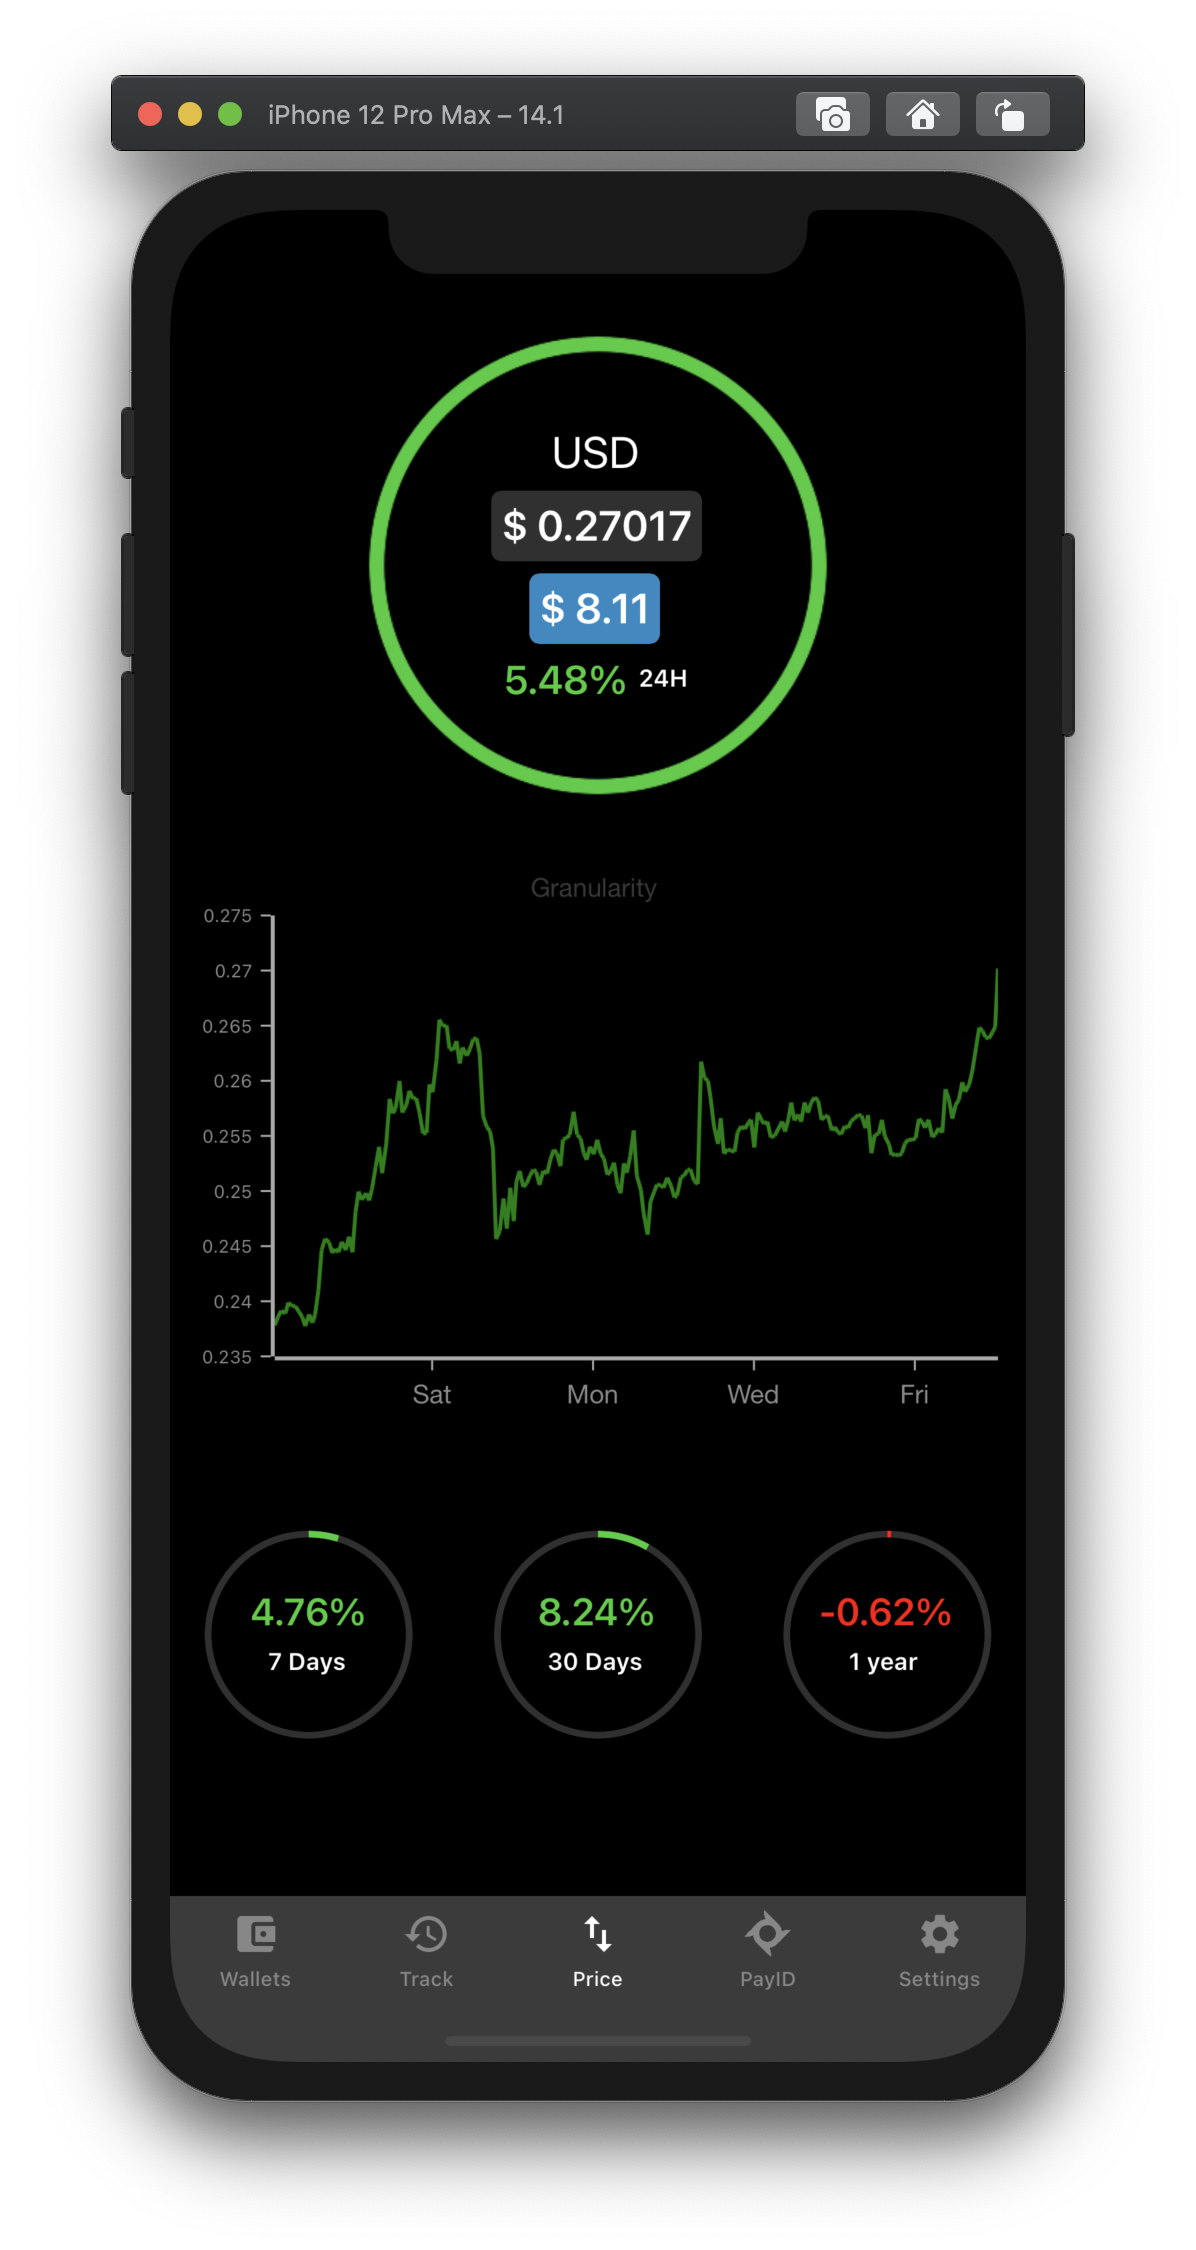 iPhone 12 Pro Max – 14.1
USD
$ 0.27017
$ 8.11
5.48% 24H
Granularity
0.275
0.27
0.265
0.26
0.255
0.25
0.245
0.24
0.235
Sat Mon Wed Fri
4.76% 8.24% -0.62%
7 Days 30 Days 1 year
Wallets Track Price PayID Settings